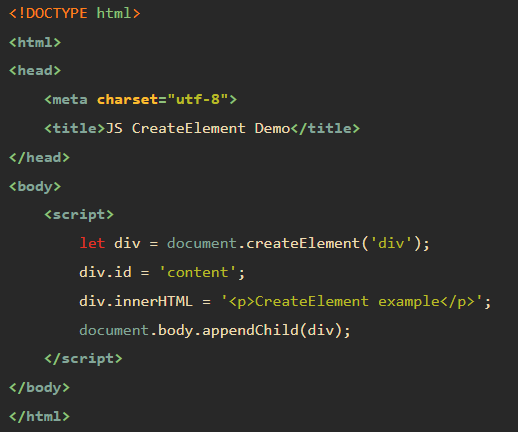 <!DOCTYPE html>
<html>
<head>
    <meta charset="utf-8">
    <title>JS CreateElement Demo</title>
</head>
<body>
    <script>
        let div = document.createElement('div');
        div.id = 'content';
        div.innerHTML = '<p>CreateElement example</p>';
        document.body.appendChild(div);
    </script>
</body>
</html>